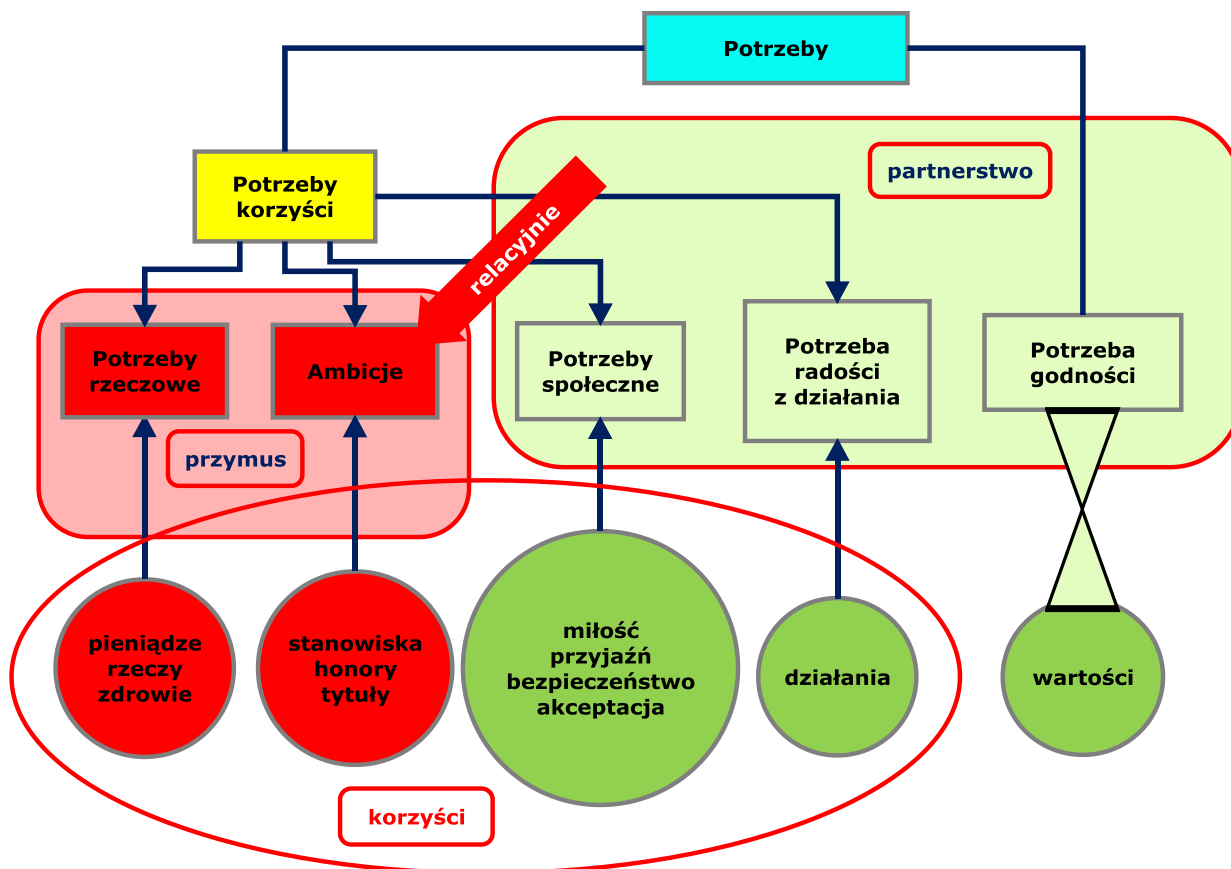 Potrzeby
partnerstwo
Potrzeby
korzyści
relacyjnie
Potrzeby
rzeczowe
Ambicje
Potrzeby
społeczne
Potrzeba
radości
z działania
Potrzeba
godności
przymus
pieniądze
rzeczy
zdrowie
stanowiska
honory
tytuły
miłość
przyjaźń
bezpieczeństwo
akceptacja
działania
wartości
korzyści